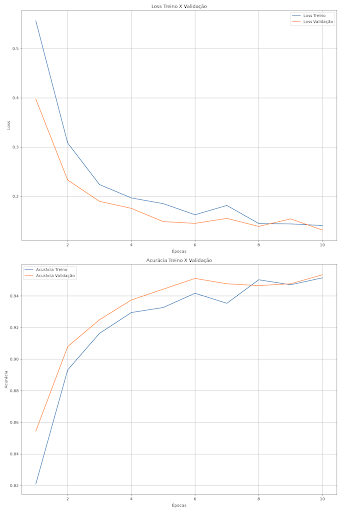 Loss Treino X Validação
Loss Treino
Loss Validação
0.5
0.4
0.3
0.2
Loss
2 4 6 8 10
Épocas
Acurácia Treino X Validação
Acurácia Treino
Acurácia Validação
0.94
0.92
0.90
0.88
0.86
0.84
0.82
Acurácia
2 4 6 8 10
Épocas